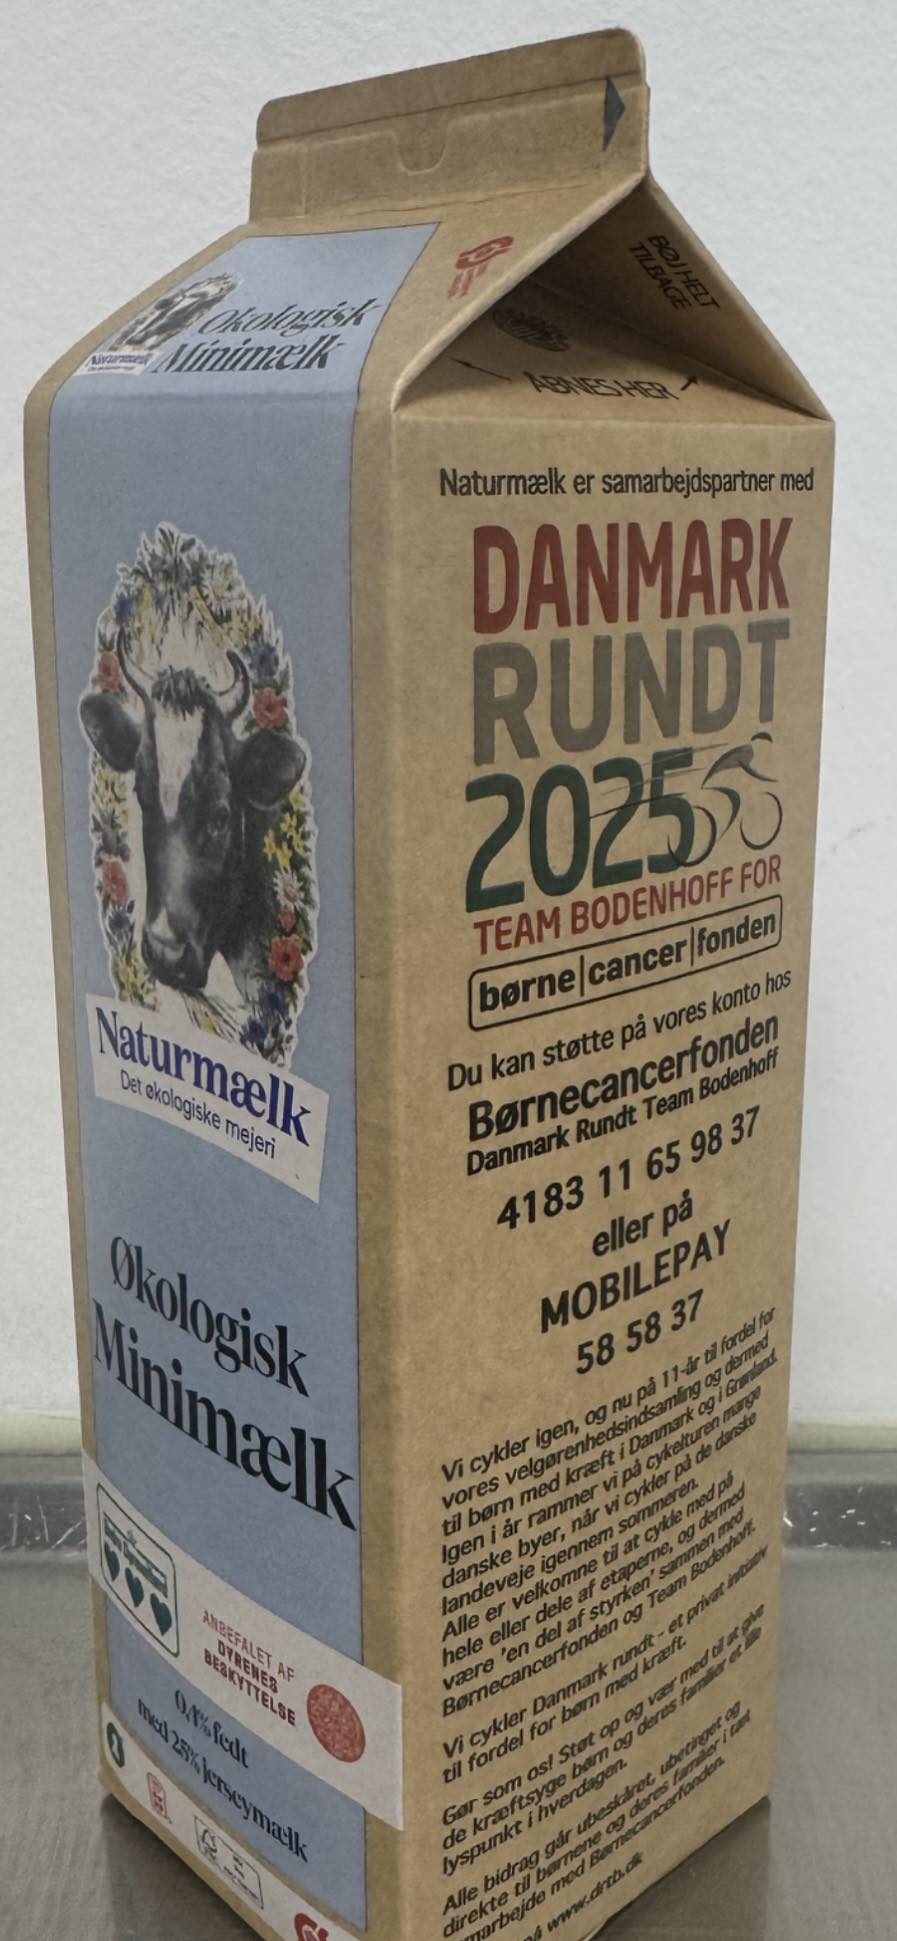 Økologisk
Minimælk
Naturmælk
BØJ HELT
TILBAGE
ÅBNES HER
Naturmælk
Det økologiske mejeri
Økologisk
Minimælk
ANBEFALET AF
DYRENES
BESKYTTELSE
0,4% fedt
med 25% jerseymælk
Naturmælk er samarbejdspartner med
DANMARK
RUNDT
2025
TEAM BODENHOFF FOR
børne|cancer|fonden
Du kan støtte på vores konto hos
Børnecancerfonden
Danmark Rundt Team Bodenhoff
4183 11 65 98 37
eller på
MOBILEPAY
58 58 37
Vi cykler igen, og nu på 11-år til fordel for
vores velgørenhedsindsamling og dermed
til børn med kræft i Danmark og i Grønland.
Igen i år rammer vi på cykelturen mange
danske byer, når vi cykler på de danske
landeveje igennem sommeren.
Alle er velkomne til at cykle med på
hele eller dele af etaperne, og dermed
være 'en del af styrken' sammen med
Børnecancerfonden og Team Bodenhoff.
Vi cykler Danmark rundt - et privat initiativ
til fordel for børn med kræft.
Gør som os! Støt op og vær med til at give
de kræftsyge børn og deres familier et lille
lyspunkt i hverdagen.
Alle bidrag går ubeskåret, ubetinget og
direkte til børnene og deres familier i tæt
samarbejde med Børnecancerfonden.
på www.drtb.dk